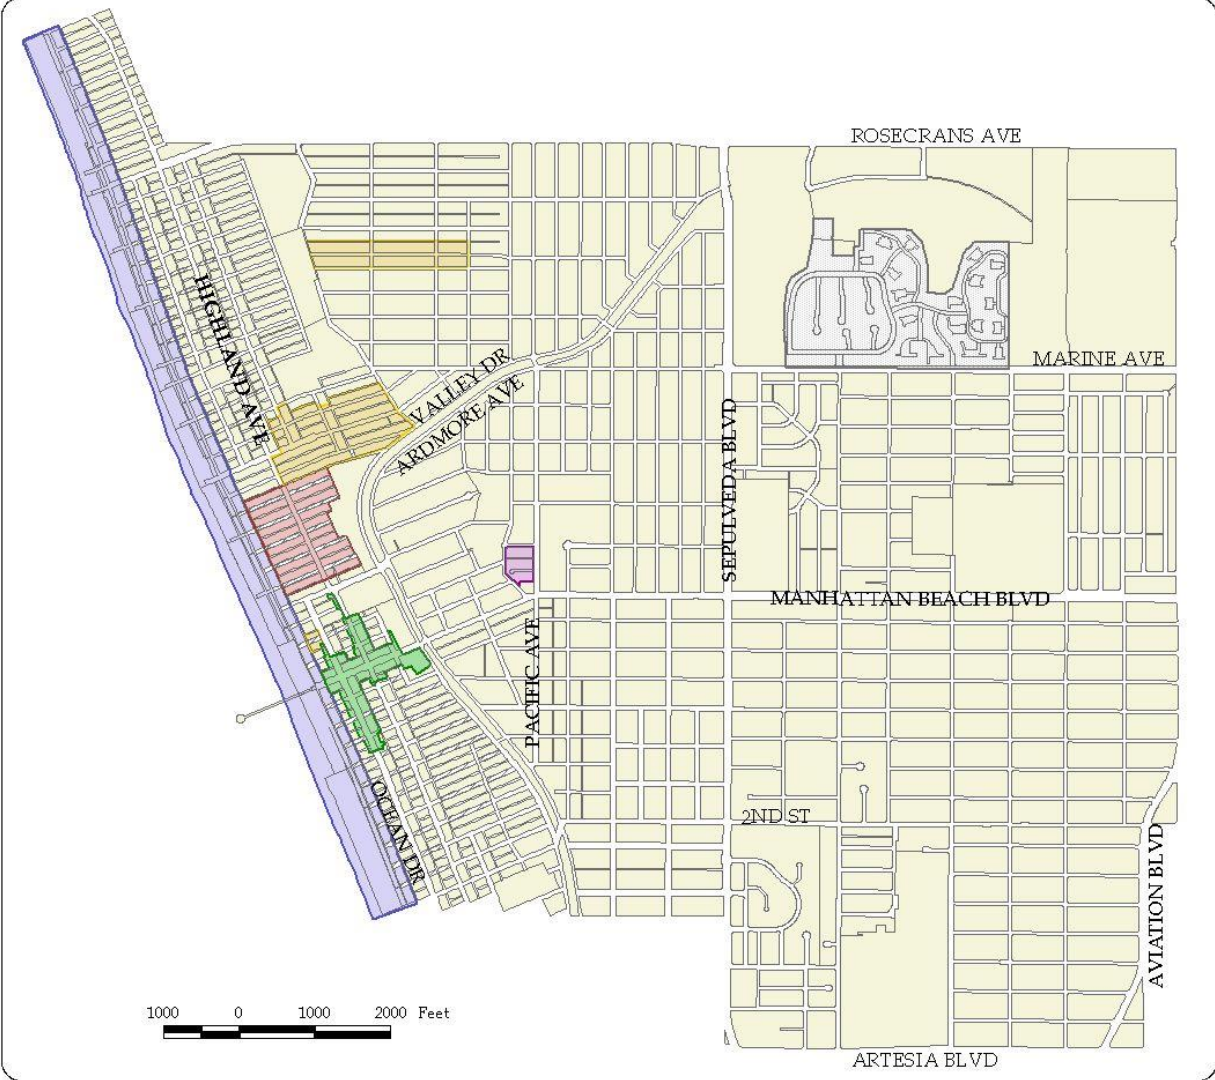 ROSECRANS AVE
HIGHLAND AVE
VALLEY DR
ARDMORE AVE
MARINE AVE
SEPULVEDA BLVD
MANHATTAN BEACH BLVD
PACIFIC AVE
OCEAN DR
2ND ST
AVIATION BLVD
1000 0 1000 2000 Feet
ARTESIA BLVD